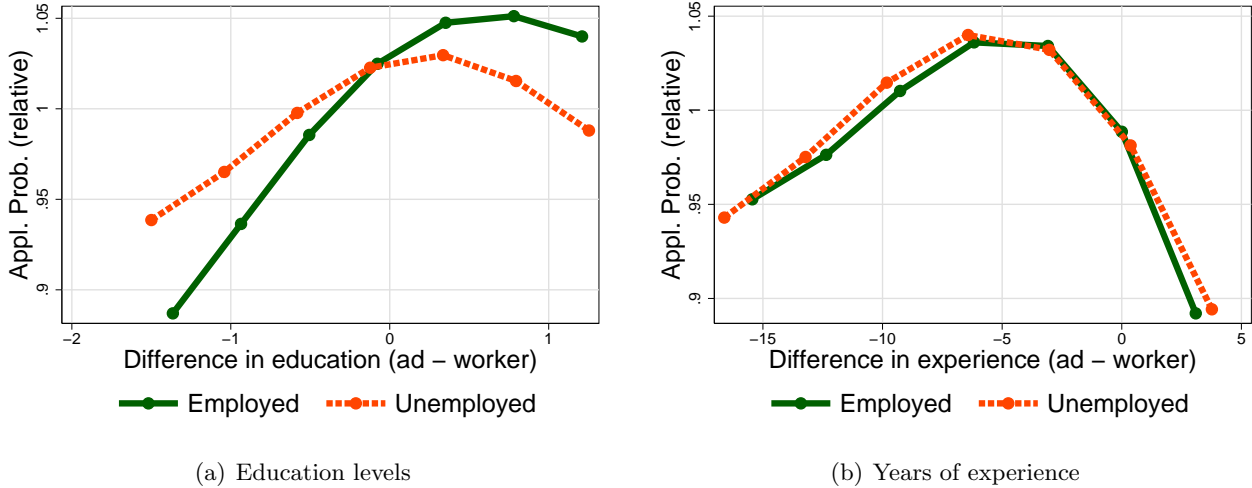 Appl. Prob. (relative)
1.05
1
.95
.9
−2
−1
0
1
Difference in education (ad − worker)
Employed
Unemployed
(a) Education levels
Appl. Prob. (relative)
1.05
1
.95
.9
−15
−10
−5
0
5
Difference in experience (ad − worker)
Employed
Unemployed
(b) Years of experience